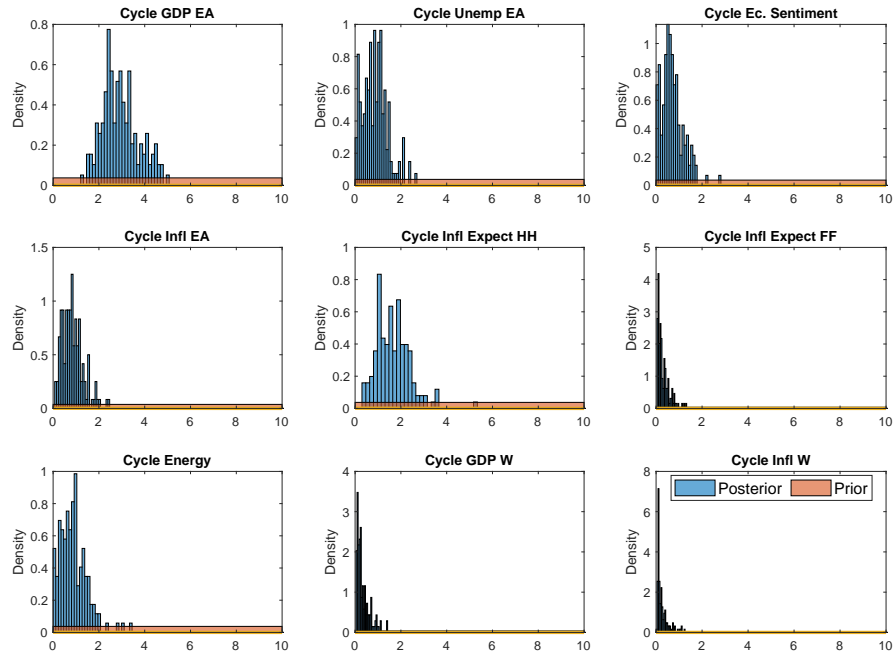 Cycle GDP EA
Cycle Unemp EA
Cycle Ec. Sentiment
Density
0 0.2 0.4 0.6 0.8
0 2 4 6 8 10
Density
0 0.2 0.4 0.6 0.8 1
0 2 4 6 8 10
Density
0 0.2 0.4 0.6 0.8 1
0 2 4 6 8 10
Cycle Infl EA
Cycle Infl Expect HH
Cycle Infl Expect FF
Density
0 0.5 1 1.5
0 2 4 6 8 10
Density
0 0.2 0.4 0.6 0.8 1
0 2 4 6 8 10
Density
0 1 2 3 4 5
0 2 4 6 8 10
Cycle Energy
Cycle GDP W
Cycle Infl W
Density
0 0.2 0.4 0.6 0.8 1
0 2 4 6 8 10
Density
0 1 2 3 4
0 2 4 6 8 10
Density
0 2 4 6 8
0 2 4 6 8 10
Posterior
Prior